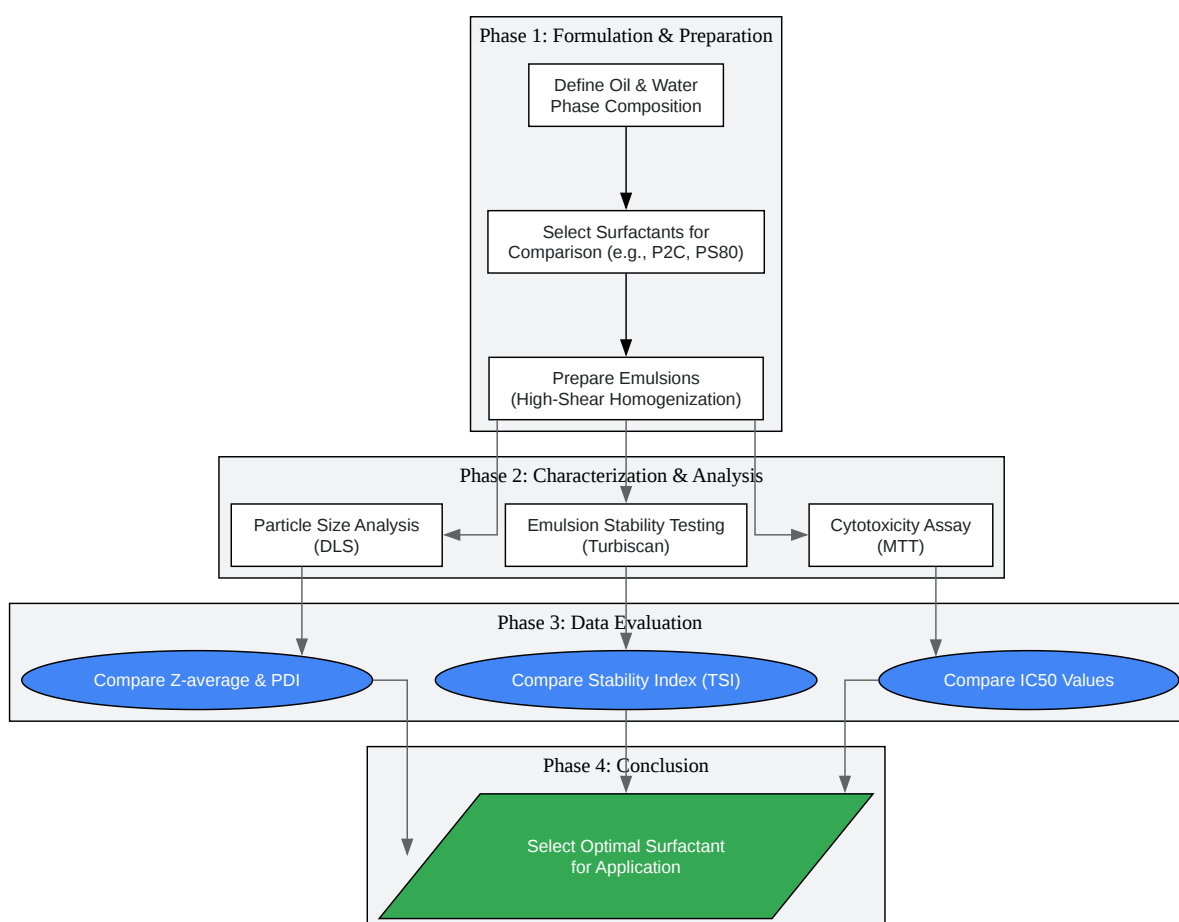 Phase 1: Formulation & Preparation
Define Oil & Water
Phase Composition
Select Surfactants for
Comparison (e.g., P2C, PS80)
Prepare Emulsions
(High-Shear Homogenization)
Phase 2: Characterization & Analysis
Particle Size Analysis
(DLS)
Emulsion Stability Testing
(Turbiscan)
Cytotoxicity Assay
(MTT)
Phase 3: Data Evaluation
Compare Z-average & PDI
Compare Stability Index (TSI)
Compare IC50 Values
Phase 4: Conclusion
Select Optimal Surfactant
for Application